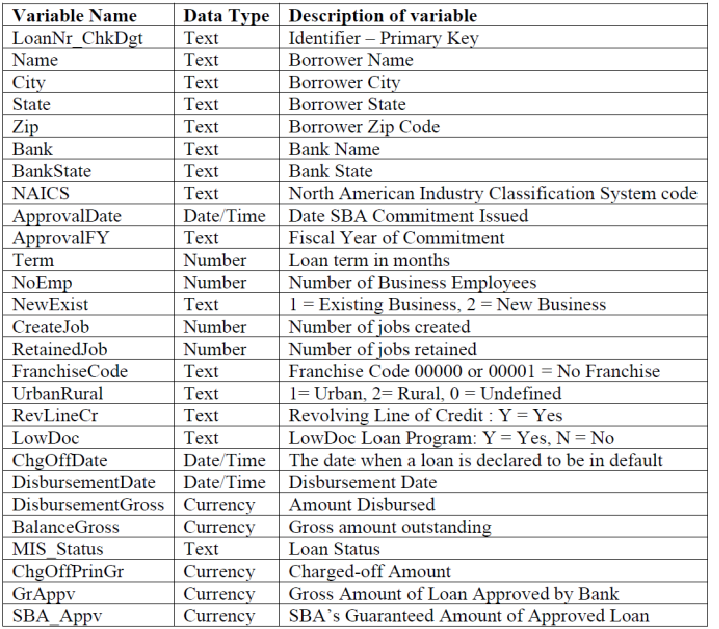 Variable Name Data Type Description of variable
LoanNr_ChkDgt Text Identifier – Primary Key
Name Text Borrower Name
City Text Borrower City
State Text Borrower State
Zip Text Borrower Zip Code
Bank Text Bank Name
BankState Text Bank State
NAICS Text North American Industry Classification System code
ApprovalDate Date/Time Date SBA Commitment Issued
ApprovalFY Text Fiscal Year of Commitment
Term Number Loan term in months
NoEmp Number Number of Business Employees
NewExist Text 1 = Existing Business, 2 = New Business
CreateJob Number Number of jobs created
RetainedJob Number Number of jobs retained
FranchiseCode Text Franchise Code 00000 or 00001 = No Franchise
UrbanRural Text 1= Urban, 2= Rural, 0 = Undefined
RevLineCr Text Revolving Line of Credit : Y = Yes
LowDoc Text LowDoc Loan Program: Y = Yes, N = No
ChgOffDate Date/Time The date when a loan is declared to be in default
DisbursementDate Date/Time Disbursement Date
DisbursementGross Currency Amount Disbursed
BalanceGross Currency Gross amount outstanding
MIS_Status Text Loan Status
ChgOffPrinGr Currency Charged-off Amount
GrAppv Currency Gross Amount of Loan Approved by Bank
SBA_Appv Currency SBA's Guaranteed Amount of Approved Loan